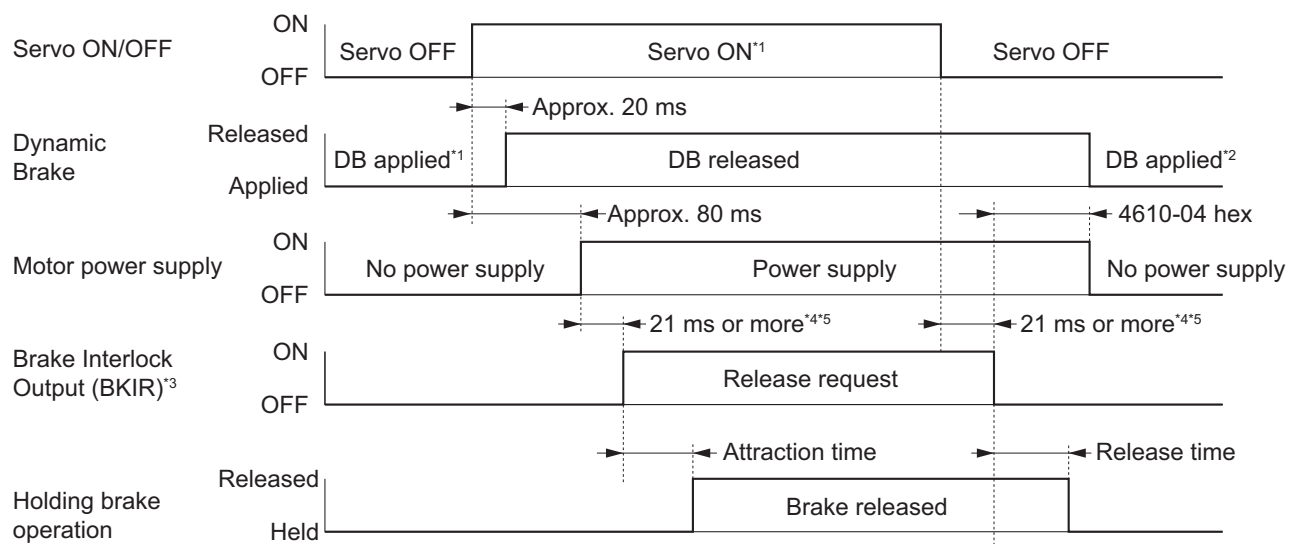 ON
Servo ON/OFF
Servo OFF
Servo ON*1
Servo OFF
OFF
Approx. 20 ms
Released
Dynamic
Brake
DB applied*1
DB released
DB applied*2
Applied
Approx. 80 ms
4610-04 hex
ON
Motor power supply
No power supply
Power supply
No power supply
OFF
21 ms or more*4*5
21 ms or more*4*5
ON
Brake Interlock
Output (BKIR)*3
Release request
OFF
Attraction time
Release time
Released
Holding brake
operation
Brake released
Held